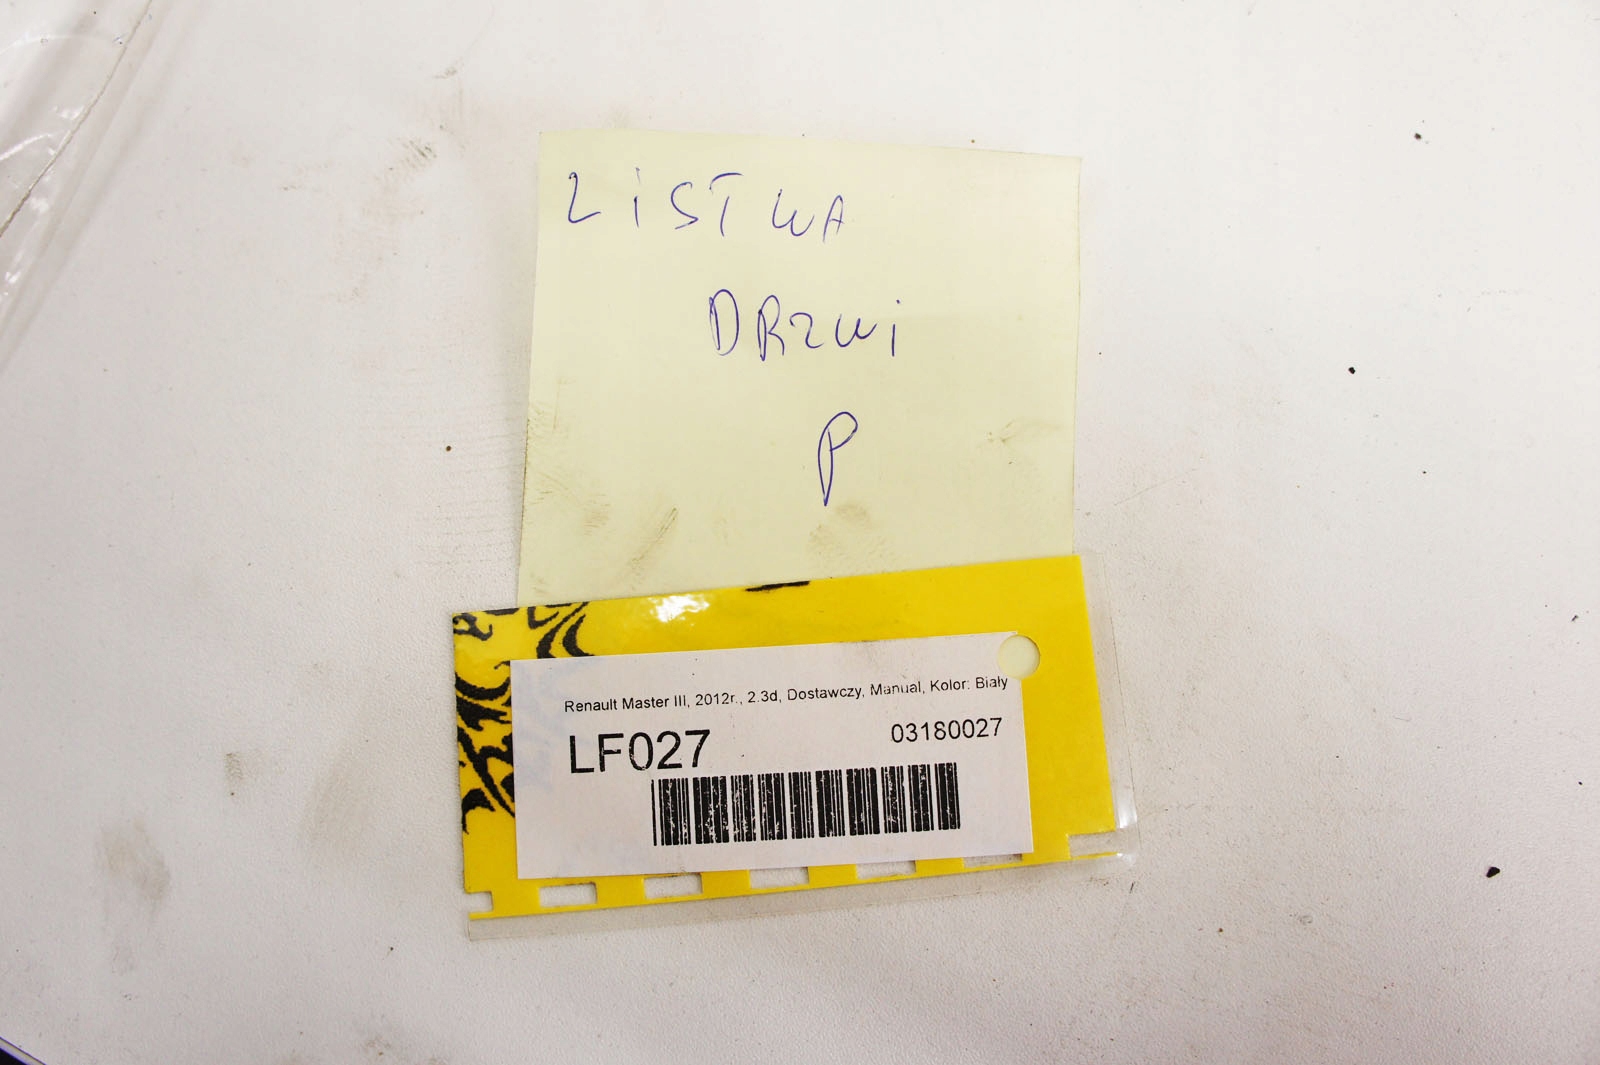 LiSTWA
DRZWi
P
Renault Master III, 2012r., 2.3d, Dostawczy, Manual, Kolor: Biały
LF027
03180027